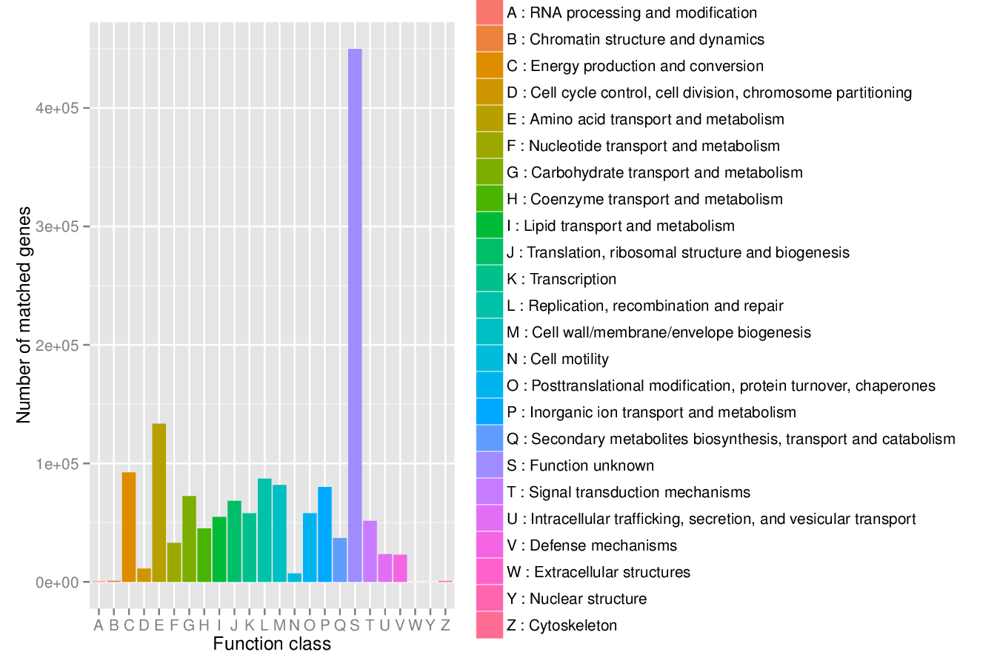 Number of matched genes
4e+05
3e+05
2e+05
1e+05
0e+00
A B C D E F G H I J K L M N O P Q S T U V W Y Z
Function class
A : RNA processing and modification
B : Chromatin structure and dynamics
C : Energy production and conversion
D : Cell cycle control, cell division, chromosome partitioning
E : Amino acid transport and metabolism
F : Nucleotide transport and metabolism
G : Carbohydrate transport and metabolism
H : Coenzyme transport and metabolism
I : Lipid transport and metabolism
J : Translation, ribosomal structure and biogenesis
K : Transcription
L : Replication, recombination and repair
M : Cell wall/membrane/envelope biogenesis
N : Cell motility
O : Posttranslational modification, protein turnover, chaperones
P : Inorganic ion transport and metabolism
Q : Secondary metabolites biosynthesis, transport and catabolism
S : Function unknown
T : Signal transduction mechanisms
U : Intracellular trafficking, secretion, and vesicular transport
V : Defense mechanisms
W : Extracellular structures
Y : Nuclear structure
Z : Cytoskeleton